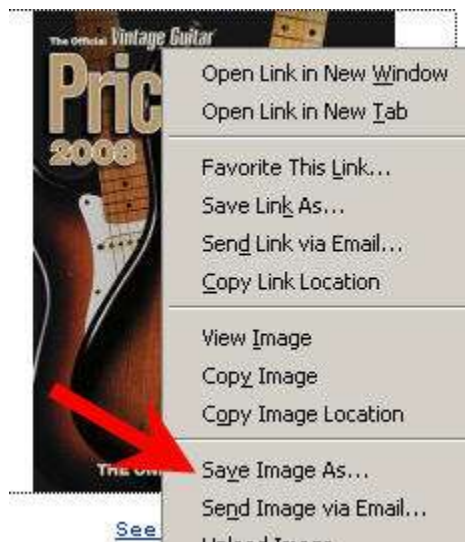 The Official Vintage Guitar
Pric
2008
THE
See
Open Link in New Window
Open Link in New Tab
Favorite This Link...
Save Link As...
Send Link via Email...
Copy Link Location
View Image
Copy Image
Copy Image Location
Save Image As...
Send Image via Email...